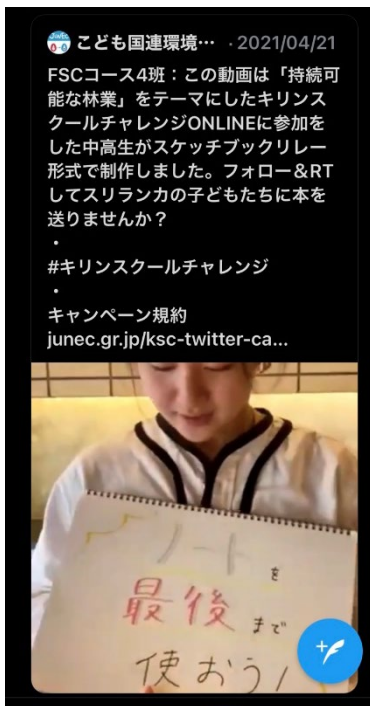 こども国連環境… ·2021/04/21
FSCコース4班：この動画は「持続可
能な林業」をテーマにしたキリンス
クールチャレンジONLINEに参加を
した中高生がスケッチブックリレー
形式で制作しました。フォロー＆RT
してスリランカの子どもたちに本を
送りませんか？
・
#キリンスクールチャレンジ
・
キャンペーン規約
junec.gr.jp/ksc-twitter-ca...
ノートを
最後まで
使おう！